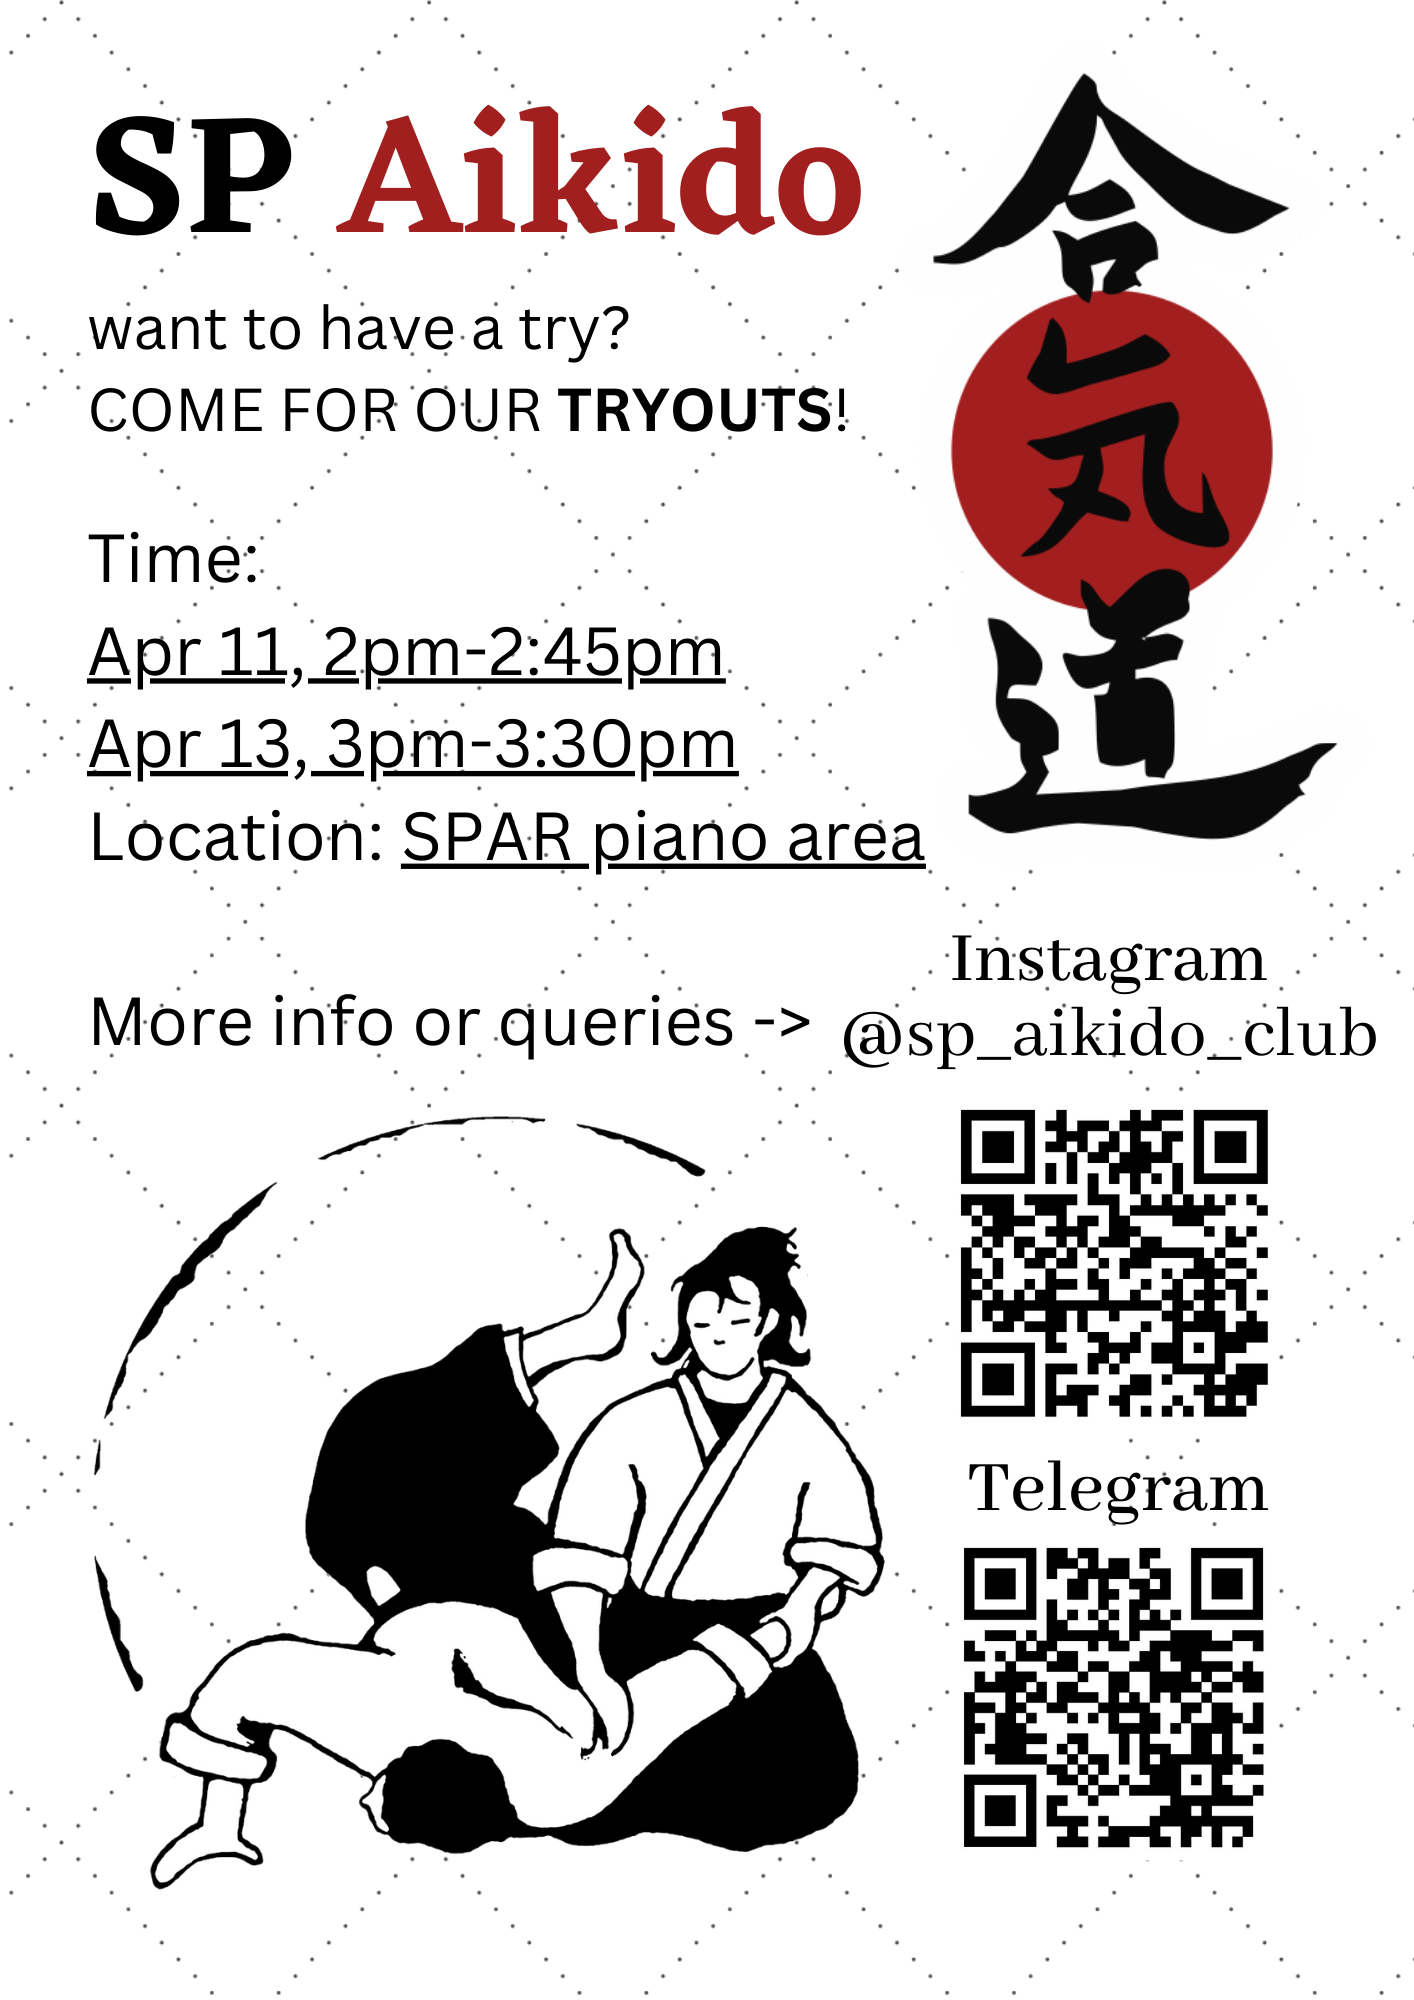 SP Aikido
合
気
道
want to have a try?
COME FOR OUR TRYOUTS!
Time:
Apr 11, 2pm-2:45pm
Apr 13, 3pm-3:30pm
Location: SPAR piano area
More info or queries ->
Instagram
@sp_aikido_club
Telegram